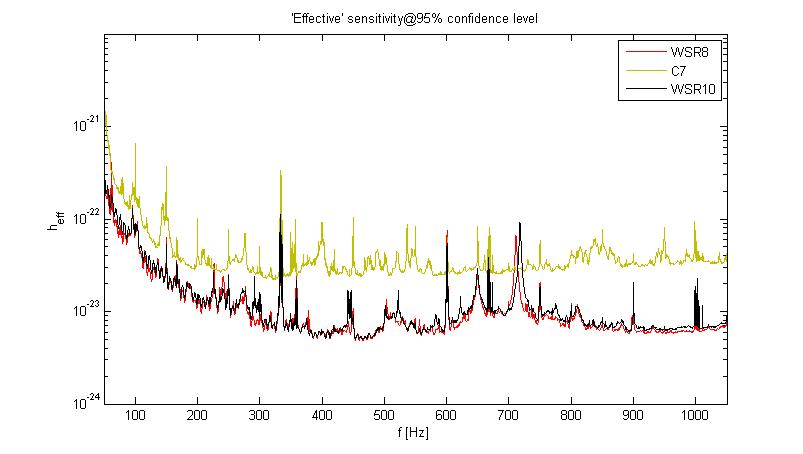 'Effective' sensitivity@95% confidence level
WSR8
C7
WSR10
10^-21
10^-22
10^-23
10^-24
h_eff
100 200 300 400 500 600 700 800 900 1000
f [Hz]